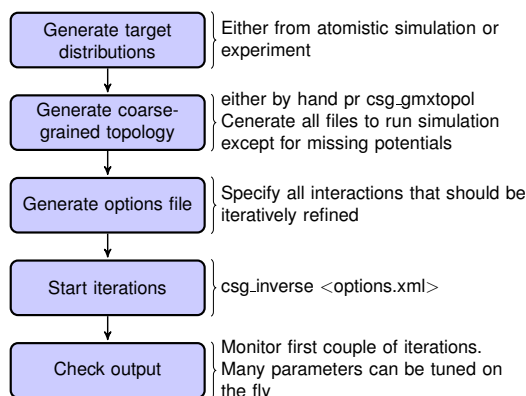 Generate target
distributions
Either from atomistic simulation or
experiment
Generate coarse-
grained topology
either by hand pr csg_gmxtopol
Cenerate all files to run simulation
except for missing potentials
Generate options file
Specify all interactions that should be
iteratively refined
Start iterations
csg_inverse <options.xml>
Check output
Monitor first couple of iterations.
Many parameters can be tuned on
the fly